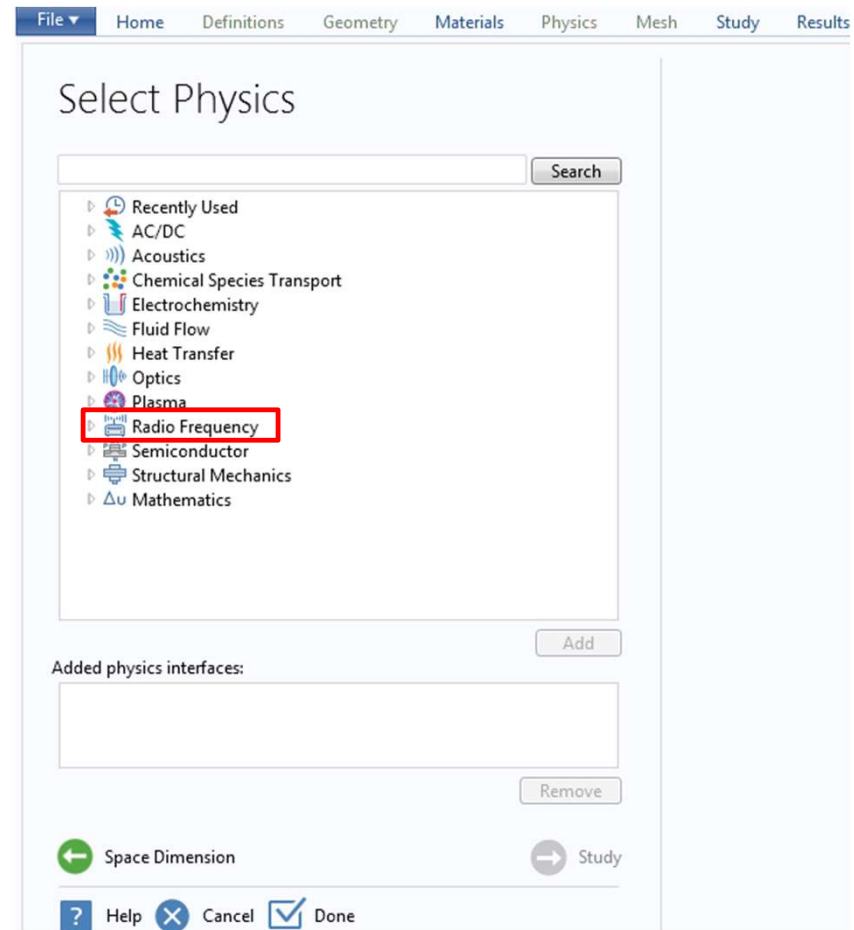 File Home Definitions Geometry Materials Physics Mesh Study Results
Select Physics
Search
Recently Used
AC/DC
Acoustics
Chemical Species Transport
Electrochemistry
Fluid Flow
Heat Transfer
Optics
Plasma
Radio Frequency
Semiconductor
Structural Mechanics
Δu Mathematics
Add
Added physics interfaces:
Remove
Space Dimension Study
? Help Cancel Done